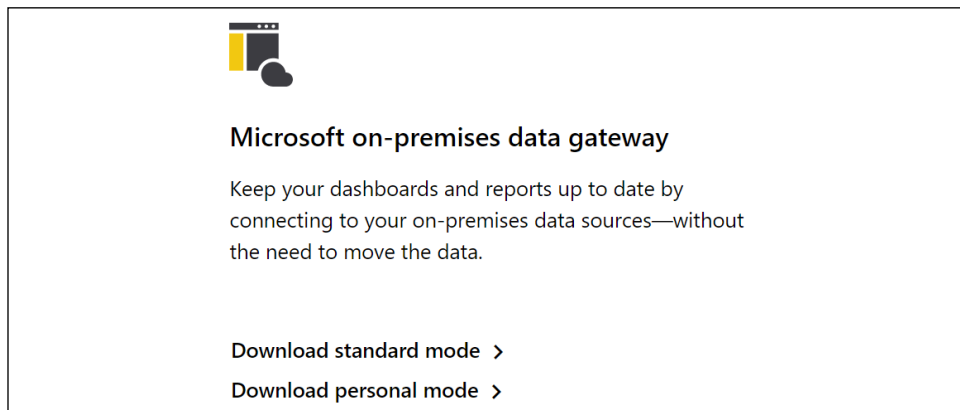 Microsoft on-premises data gateway
Keep your dashboards and reports up to date by
connecting to your on-premises data sources—without
the need to move the data.
Download standard mode
Download personal mode